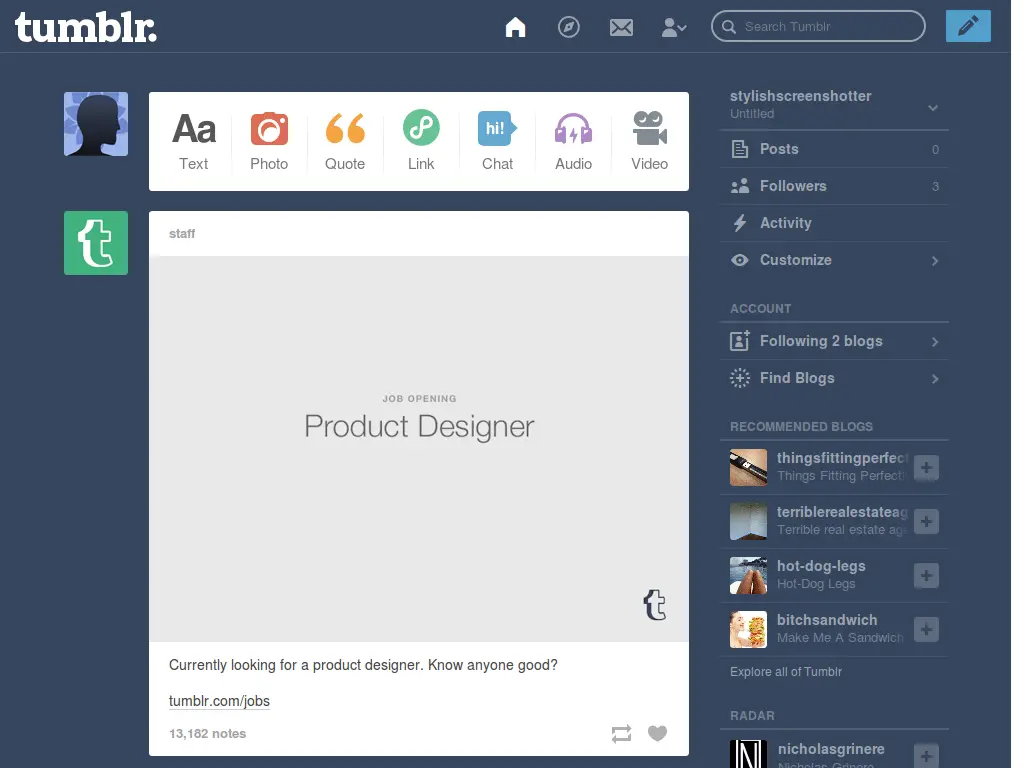 tumblr.
Search Tumblr
Aa
Text
Photo
Quote
Link
hi!
Chat
Audio
Video
staff
JOB OPENING
Product Designer
t
Currently looking for a product designer. Know anyone good?
tumblr.com/jobs
13,182 notes
stylishscreenshotter
Untitled
Posts 0
Followers 3
Activity
Customize
ACCOUNT
Following 2 blogs
Find Blogs
RECOMMENDED BLOGS
thingsfittingperfec
Things Fitting Perfect
terriblerealestateag
Terrible real estate ag
hot-dog-legs
Hot-Dog Legs
bitchsandwich
Make Me A Sandwich
Explore all of Tumblr
RADAR
nicholasgrinere
Nicholas Grinere